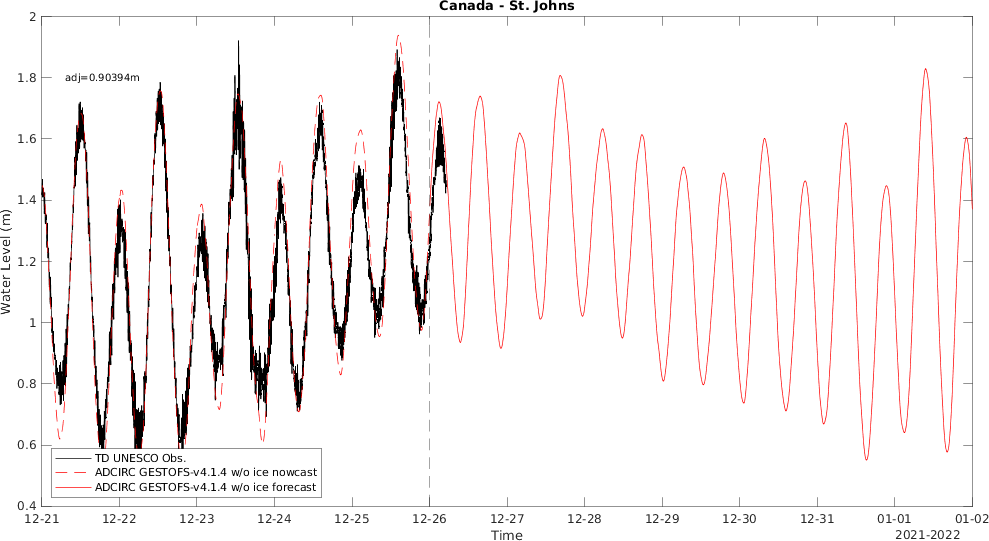 Canada - St. Johns
2
1.8
1.6
1.4
1.2
1
0.8
0.6
0.4
Water Level (m)
adj=0.90394m
TD UNESCO Obs.
ADCIRC GESTOFS-v4.1.4 w/o ice nowcast
ADCIRC GESTOFS-v4.1.4 w/o ice forecast
12-21 12-22 12-23 12-24 12-25 12-26 12-27 12-28 12-29 12-30 12-31 01-01 01-02
Time
2021-2022